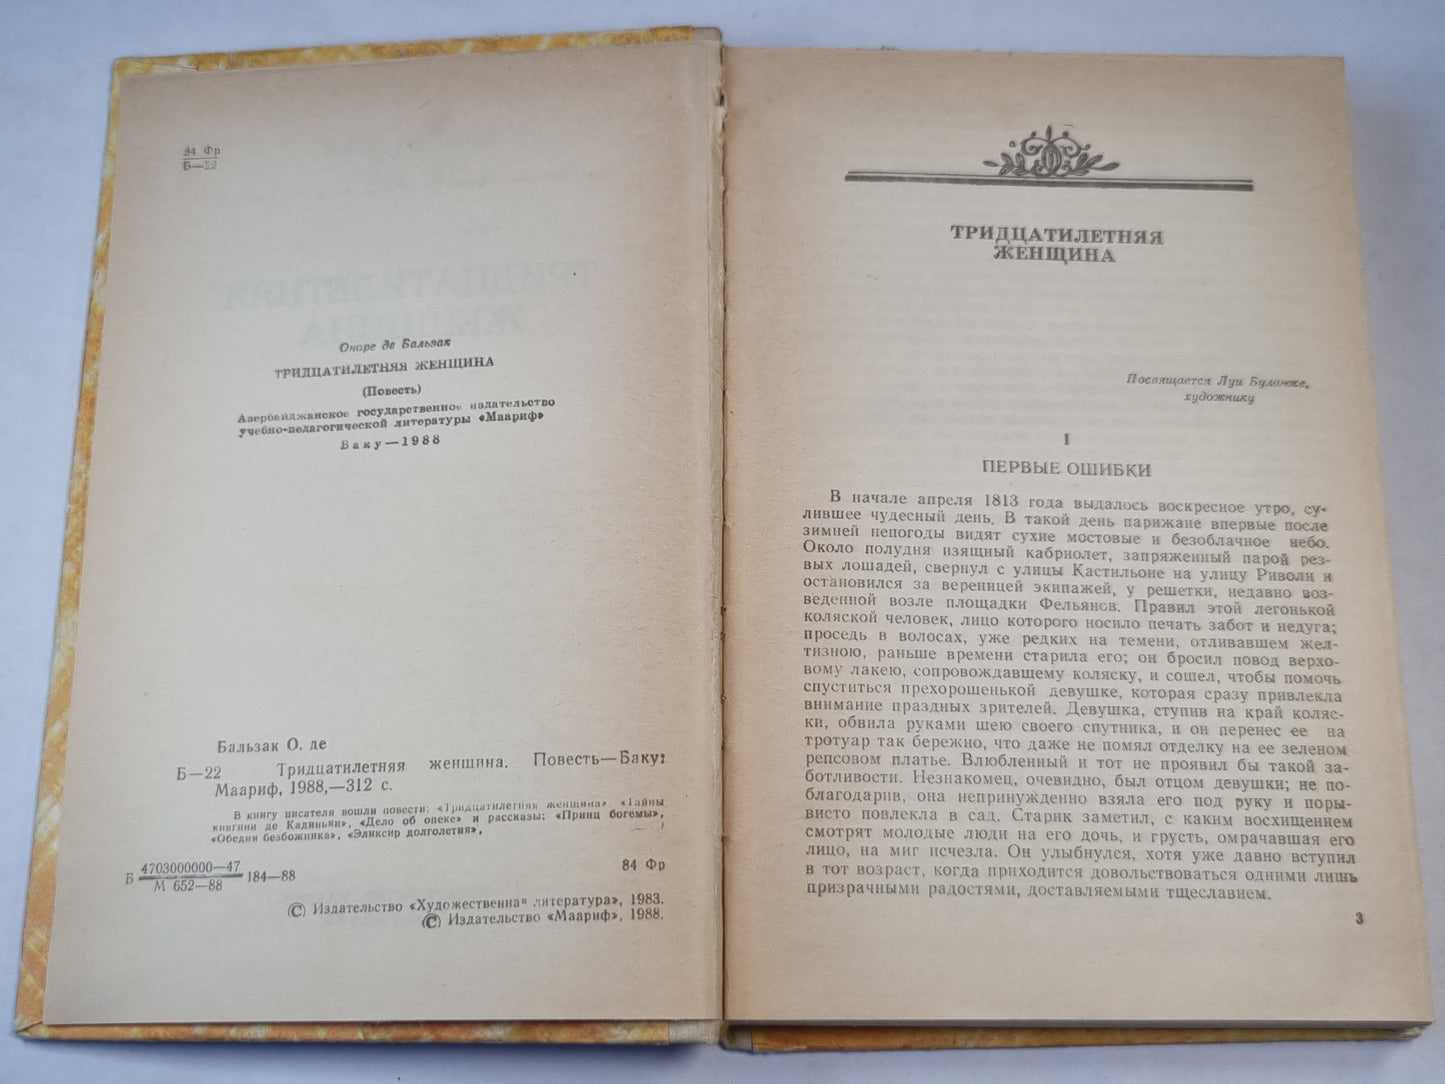 84 Фр
Б—22
Оноре де Бальзак
ТРИДЦАТИЛЕТНЯЯ ЖЕНЩИНА
(Повесть)
Азербайджанское государственное издательство
учебно-педагогической литературы «Маариф»
Баку—1988
Бальзак О. де
Б—22 Тридцатилетняя женщина. Повесть—Баку:
Маариф, 1988,—312 с.
В книгу писателя вошли повести: «Тридцатилетняя женщина», «Тайны
княгини де Кадиньян», «Дело об опеке» и рассказы: «Принц богемы»,
«Обедня безбожника», «Эликсир долголетия».
Б 4703000000—47 184—88
М 652—88
84 Фр
© Издательство «Художественная литература», 1983.
© Издательство «Маариф», 1988.
ТРИДЦАТИЛЕТНЯЯ
ЖЕНЩИНА
Посвящается Луи Буланже,
художнику
I
ПЕРВЫЕ ОШИБКИ
В начале апреля 1813 года выдалось воскресное утро, су-
лившее чудесный день. В такой день парижане впервые после
зимней непогоды видят сухие мостовые и безоблачное небо.
Около полудня изящный кабриолет, запряженный парой рез-
вых лошадей, свернул с улицы Кастильоне на улицу Риволи и
остановился за вереницей экипажей, у решетки, недавно воз-
веденной возле площадки Фельянов. Правил этой легонькой
коляской человек, лицо которого носило печать забот и недуга;
проседь в волосах, уже редких на темени, отливавшем жел-
тизною, раньше времени старила его; он бросил повод верхо-
вому лакею, сопровождавшему коляску, и сошел, чтобы помочь
спуститься прехорошенькой девушке, которая сразу привлекла
внимание праздных зрителей. Девушка, ступив на край коляс-
ки, обвила руками шею своего спутника, и он перенес ее на
тротуар так бережно, что даже не помял отделку на ее зеленом
репсовом платье. Влюбленный и тот не проявил бы такой за-
ботливости. Незнакомец, очевидно, был отцом девушки; не по-
благодарив, она непринужденно взяла его под руку и поры-
висто повлекла в сад. Старик заметил, с каким восхищением
смотрят молодые люди на его дочь, и грусть, омрачавшая его
лицо, на миг исчезла. Он улыбнулся, хотя уже давно вступил
в тот возраст, когда приходится довольствоваться одними лишь
призрачными радостями, доставляемыми тщеславием.
3